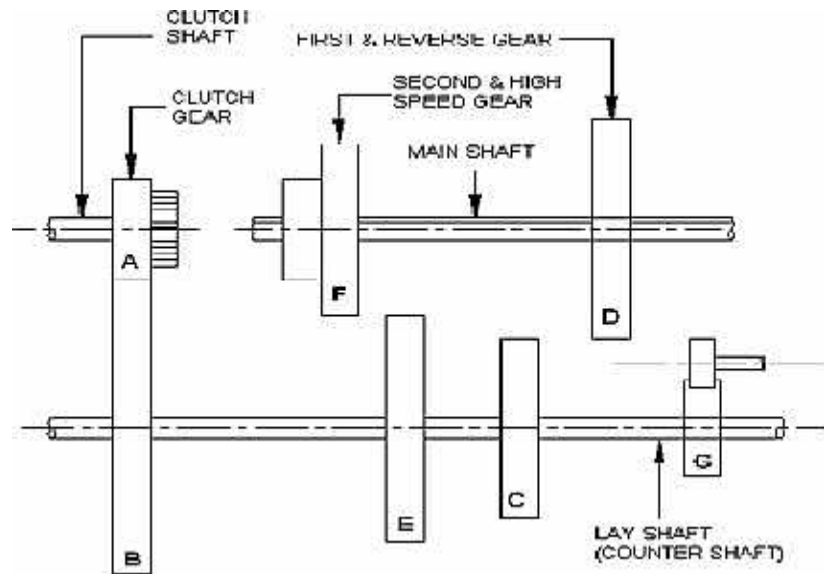 CLUTCH
SHAFT
FIRST & REVERSE GEAR
CLUTCH
GEAR
SECOND & HIGH
SPEED GEAR
MAIN SHAFT
A
F
D
B
E
C
G
LAY SHAFT
(COUNTER SHAFT)